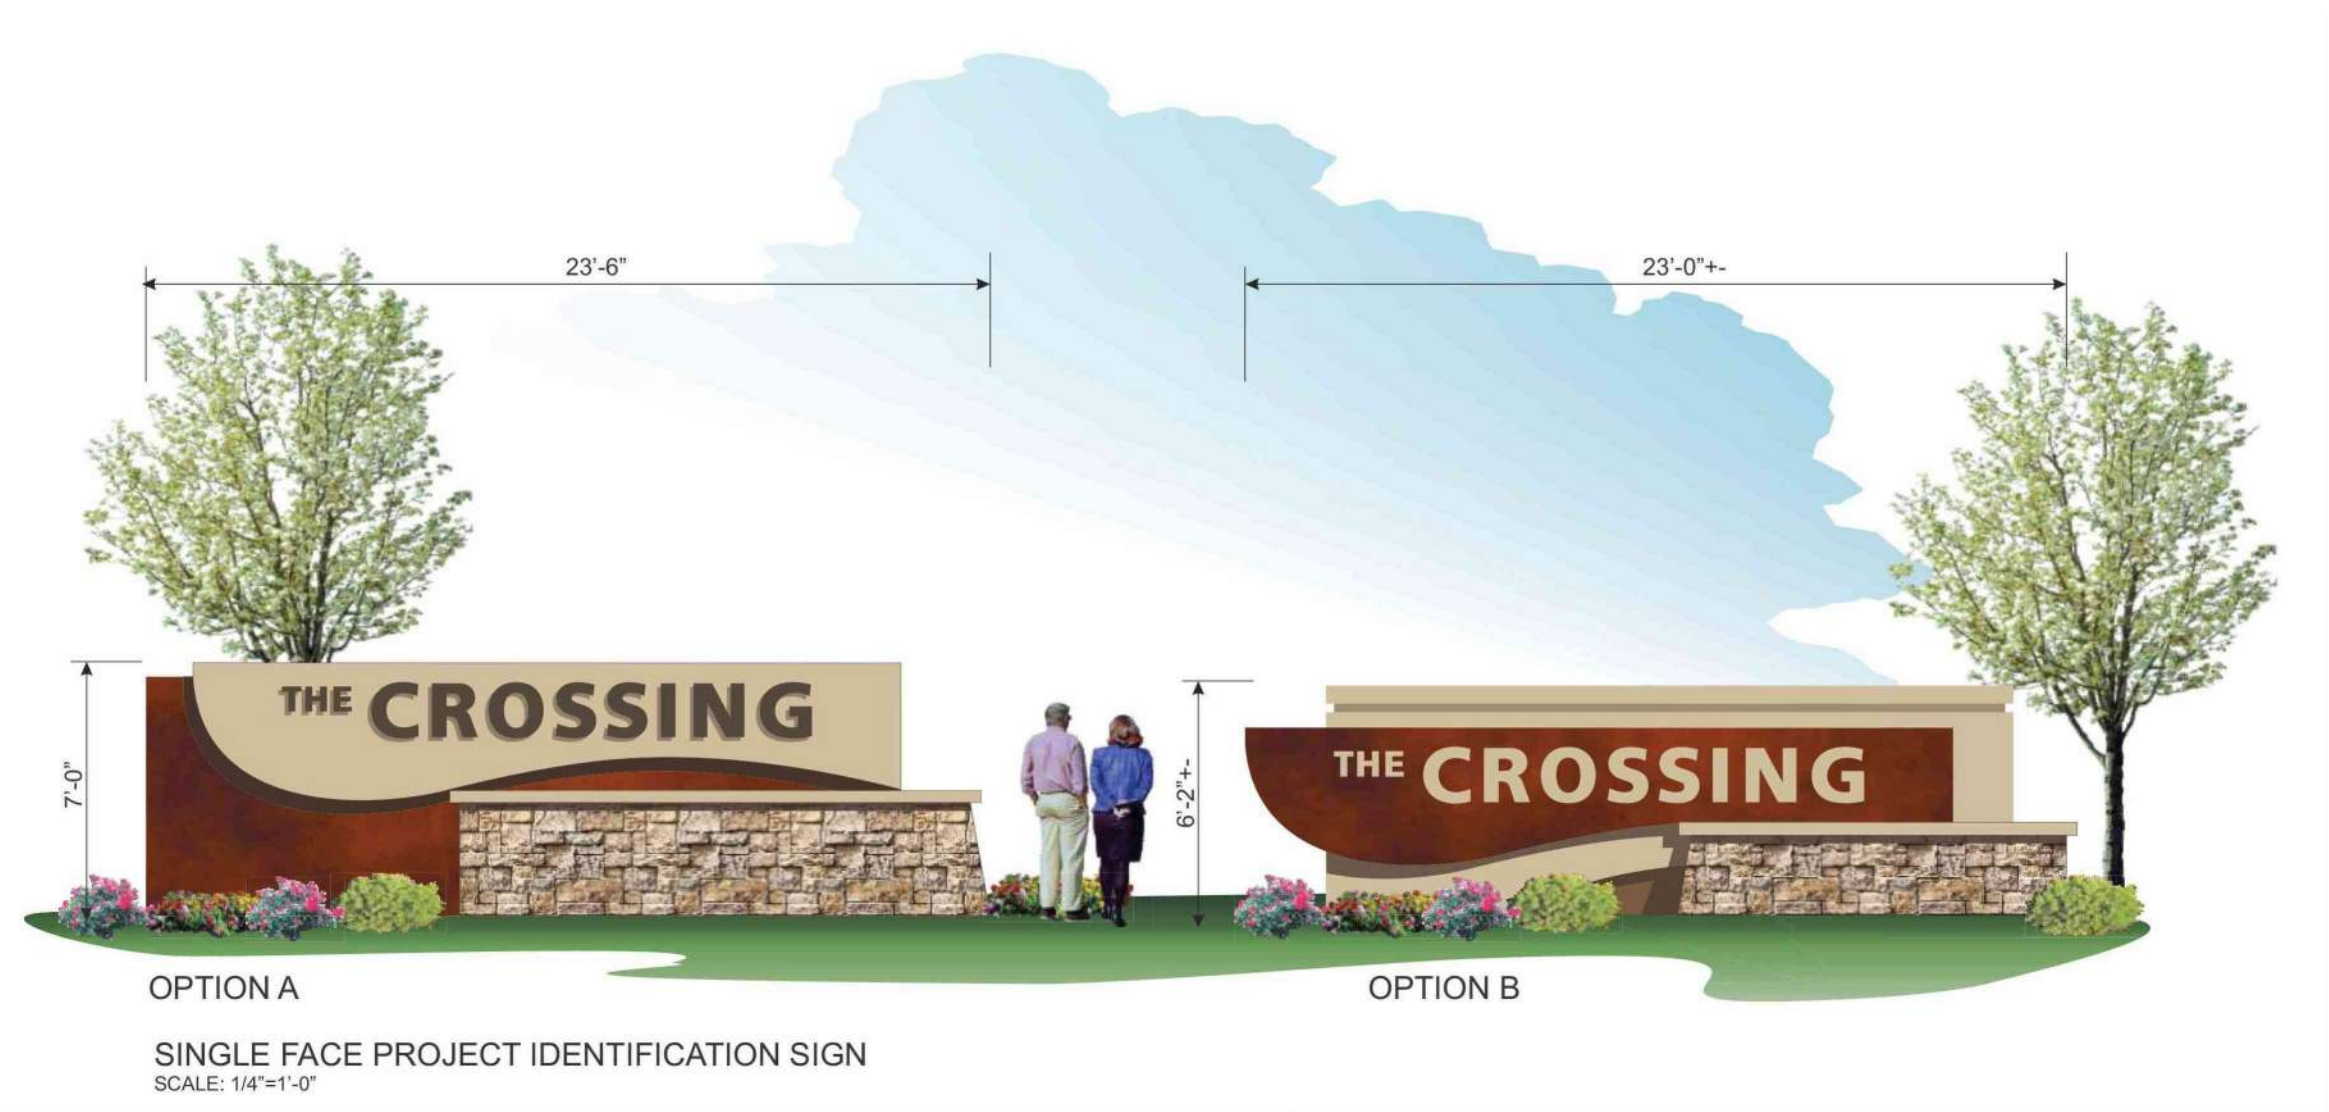 23'-6"
23'-0"+-
THE CROSSING
7'-0"
THE CROSSING
6'-2"+-
OPTION A
OPTION B
SINGLE FACE PROJECT IDENTIFICATION SIGN
SCALE: 1/4"=1'-0"